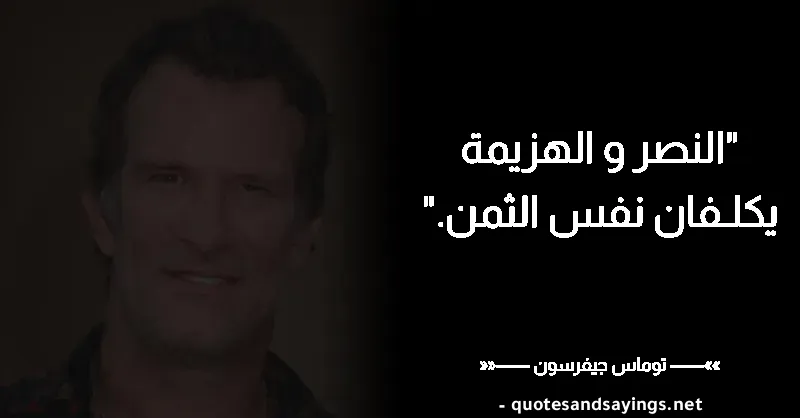 "النصر و الهزيمة
يكلفان نفس الثمن."
»—— توماس جيفرسون ——««
- quotesandsayings.net